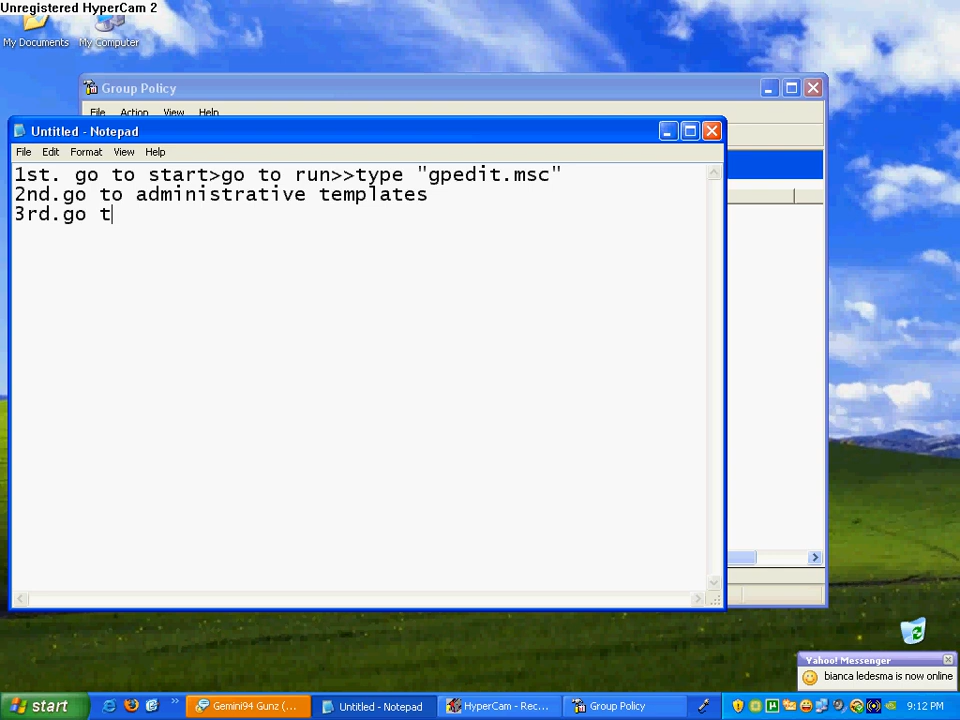 Unregistered HyperCam 2
My Documents
My Computer
Group Policy
File Action View Help
Untitled - Notepad
File Edit Format View Help
1st. go to start>go to run>>type "gpedit.msc"
2nd.go to administrative templates
3rd.go t
Yahoo! Messenger
bianca ledesma is now online
start
Gemini94 Gunz (...
Untitled - Notepad
HyperCam - Rec...
Group Policy
9:12 PM